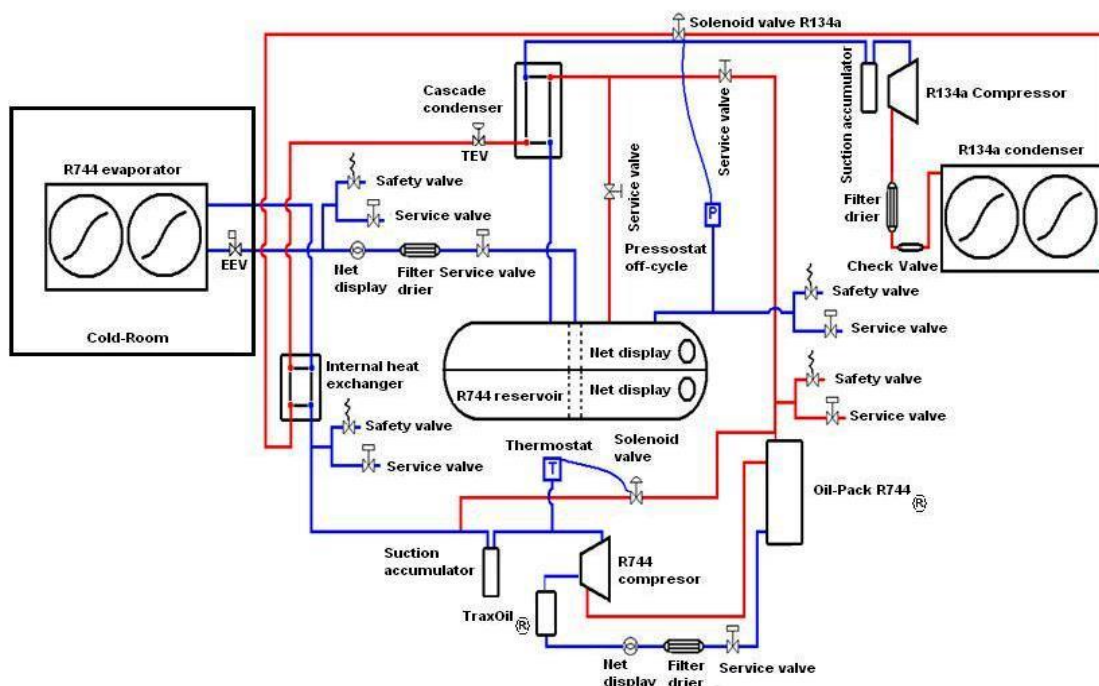 Solenoid valve R134a
Cascade
condenser
TEV
Service valve
Service valve
Suction accumulator
R134a Compressor
R134a condenser
Filter
drier
Check Valve
R744 evaporator
Safety valve
Service valve
EEV
Net
display
Filter
drier
Service valve
P
Pressostat
off-cycle
Safety valve
Service valve
Cold-Room
Net display
Net display
R744 reservoir
Internal heat
exchanger
Safety valve
Service valve
Safety valve
Service valve
Thermostat
T
Solenoid
valve
Oil-Pack R744 ®
Suction
accumulator
R744
compresor
TraxOil ®
Net
display
Filter
drier
Service valve